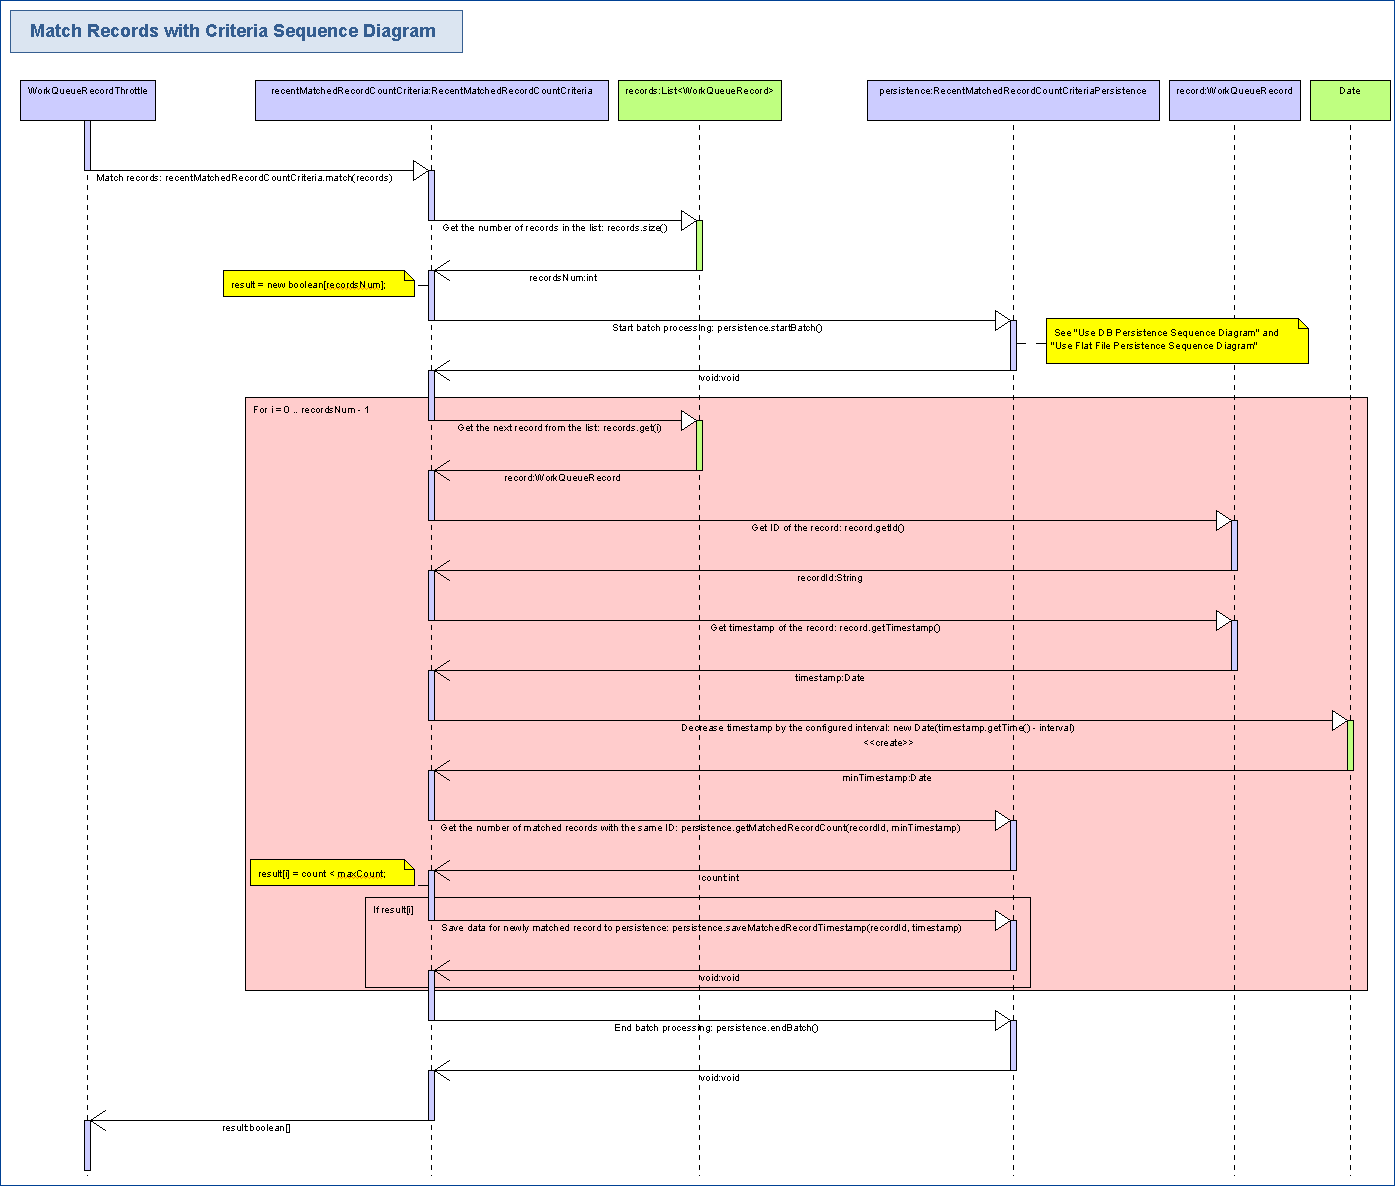 Match Records with Criteria Sequence Diagram
WorkQueueRecordThrottle
recentMatchedRecordCountCriteria:RecentMatchedRecordCountCriteria
records:List<WorkQueueRecord>
persistence:RecentMatchedRecordCountCriteriaPersistence
record:WorkQueueRecord
Date
Match records: recentMatchedRecordCountCriteria.match(records)
Get the number of records in the list: records.size()
recordsNum:int
result = new boolean[recordsNum];
Start batch processing: persistence.startBatch()
See "Use DB Persistence Sequence Diagram" and
"Use Flat File Persistence Sequence Diagram"
void:void
For i = 0 .. recordsNum - 1
Get the next record from the list: records.get(i)
record:WorkQueueRecord
Get ID of the record: record.getId()
recordId:String
Get timestamp of the record: record.getTimestamp()
timestamp:Date
Decrease timestamp by the configured interval: new Date(timestamp.getTime() - interval)
<<create>>
minTimestamp:Date
Get the number of matched records with the same ID: persistence.getMatchedRecordCount(recordId, minTimestamp)
count:int
result[i] = count < maxCount;
If result[i]
Save data for newly matched record to persistence: persistence.saveMatchedRecordTimestamp(recordId, timestamp)
void:void
End batch processing: persistence.endBatch()
void:void
result:boolean[]